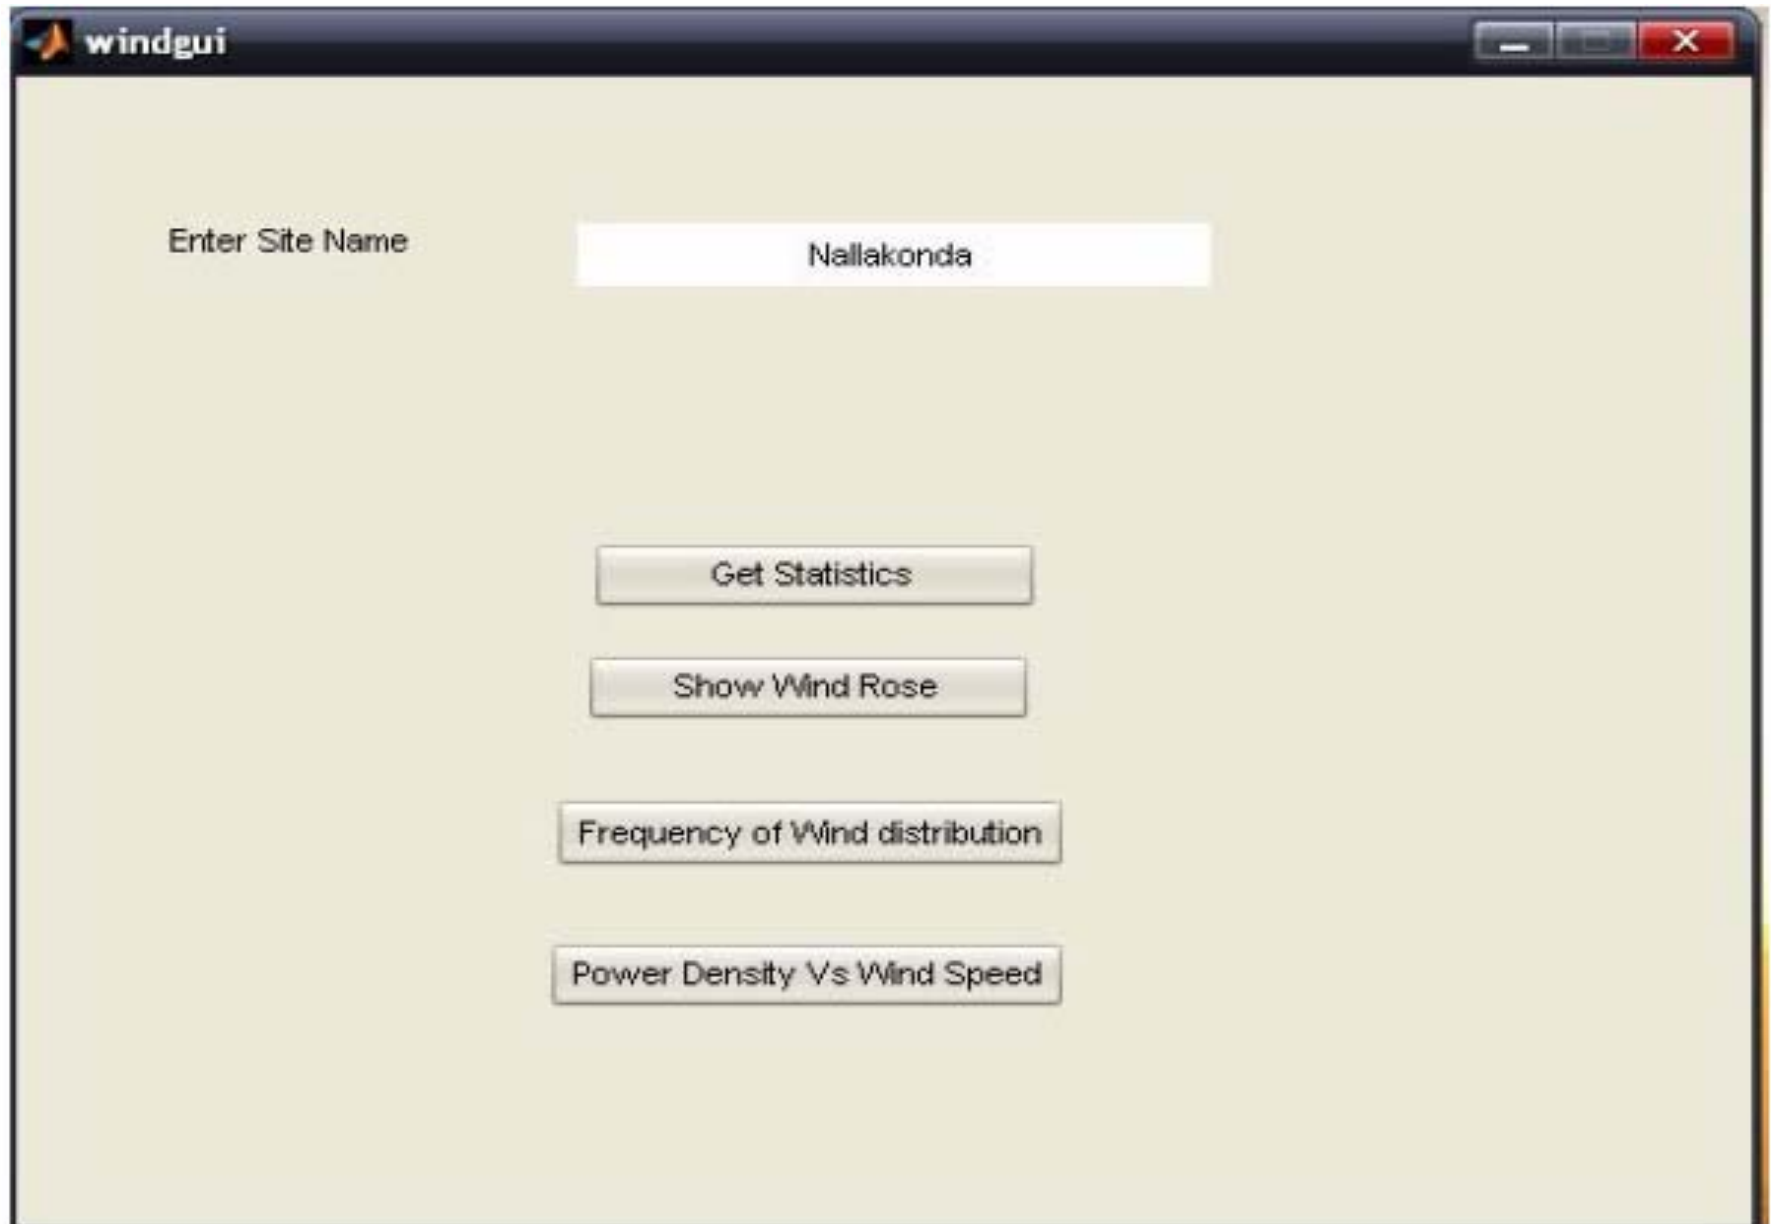 windgui
Enter Site Name
Nallakonda
Get Statistics
Show Wind Rose
Frequency of Wind distribution
Power Density Vs Wind Speed